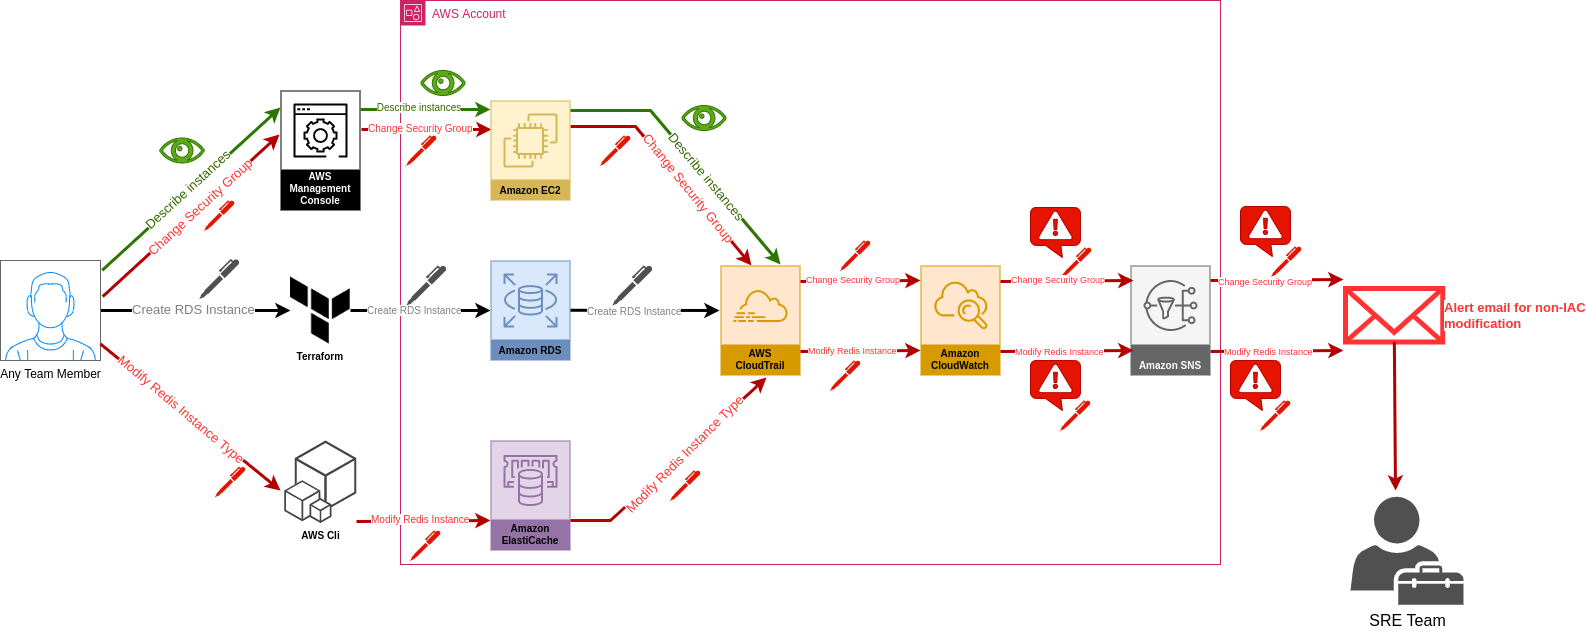 AWS Account
Describe instances
Change Security Group
Describe instances
Change Security Group
AWS
Management
Console
Amazon EC2
Describe instances
Change Security Group
Create RDS Instance
Terraform
Create RDS Instance
Amazon RDS
Create RDS Instance
Any Team Member
Modify Redis Instance Type
AWS Cli
Modify Redis Instance
Amazon
ElastiCache
Modify Redis Instance Type
AWS
CloudTrail
Change Security Group
Modify Redis Instance
Amazon
CloudWatch
Change Security Group
Modify Redis Instance
Amazon SNS
Change Security Group
Modify Redis Instance
Alert email for non-IAC
modification
SRE Team